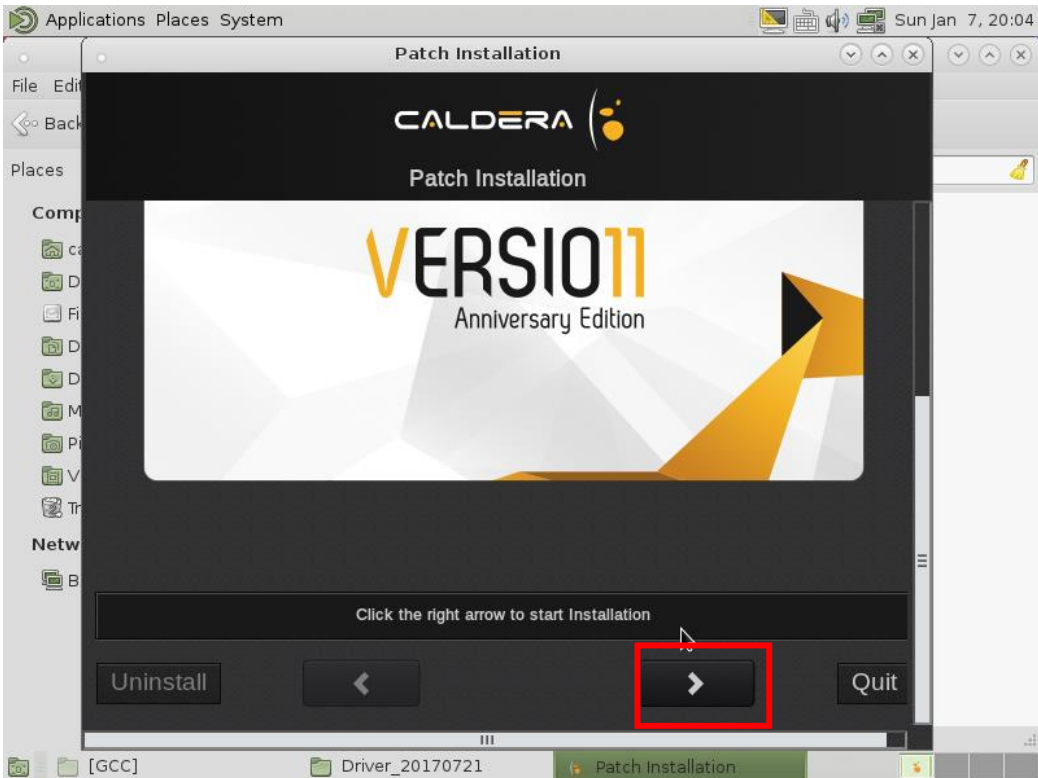 Applications Places System
Sun Jan 7, 20:04
Patch Installation
File Edit
Back
CALDERA
Places
Patch Installation
VERSIO11
Anniversary Edition
Click the right arrow to start Installation
Uninstall
Quit
[GCC]
Driver_20170721
Patch Installation